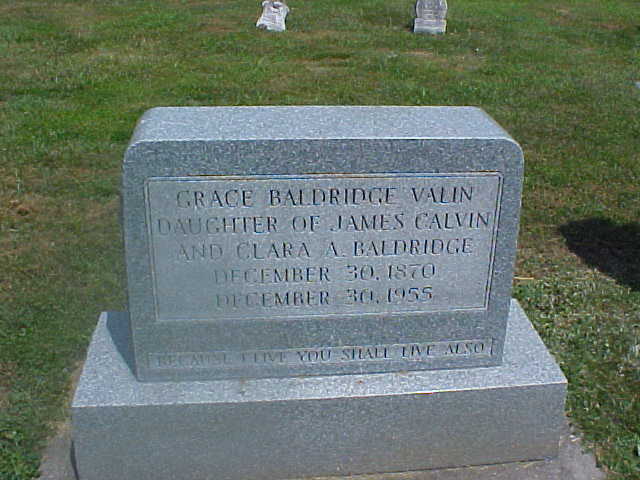 GRACE BALDRIDGE VALIN
DAUGHTER OF JAMES CALVIN
AND CLARA A. BALDRIDGE
DECEMBER 30, 1870
DECEMBER 30, 1955
BECAUSE I LIVE YOU SHALL LIVE ALSO